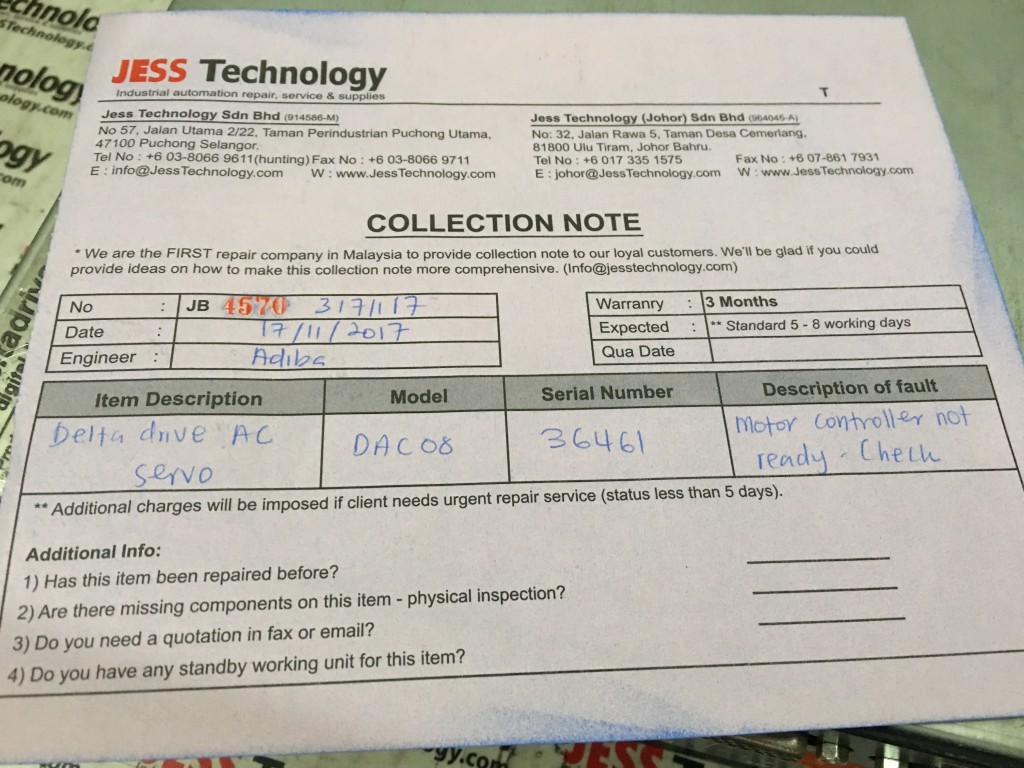 JESS Technology
Industrial automation repair, service & supplies
T
Jess Technology Sdn Bhd (914586-M)
No 57, Jalan Utama 2/22, Taman Perindustrian Puchong Utama,
47100 Puchong Selangor.
Tel No : +6 03-8066 9611(hunting) Fax No : +6 03-8066 9711
E : info@JessTechnology.com W : www.JessTechnology.com
Jess Technology (Johor) Sdn Bhd (964045-A)
No: 32, Jalan Rawa 5, Taman Desa Cemerlang,
81800 Ulu Tiram, Johor Bahru.
Tel No : +6 017 335 1575 Fax No : +6 07-861 7931
E : johor@JessTechnology.com W : www.JessTechnology.com
COLLECTION NOTE
* We are the FIRST repair company in Malaysia to provide collection note to our loyal customers. We'll be glad if you could
provide ideas on how to make this collection note more comprehensive. (Info@jesstechnology.com)
No : JB 4570 317/1117
Date : 17/11/2017
Engineer : Adiba
Warranry : 3 Months
Expected : ** Standard 5 - 8 working days
Qua Date
Item Description Model Serial Number Description of fault
Delta drive AC servo DAC08 36461 Motor controller not ready - Check
** Additional charges will be imposed if client needs urgent repair service (status less than 5 days).
Additional Info:
1) Has this item been repaired before?
2) Are there missing components on this item - physical inspection?
3) Do you need a quotation in fax or email?
4) Do you have any standby working unit for this item?
JESS